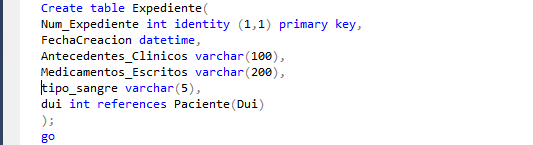 Create table Expediente(
Num_Expediente int identity (1,1) primary key,
FechaCreacion datetime,
Antecedentes_Clinicos varchar(100),
Medicamentos_Escritos varchar(200),
tipo_sangre varchar(5),
dui int references Paciente(Dui)
);
go